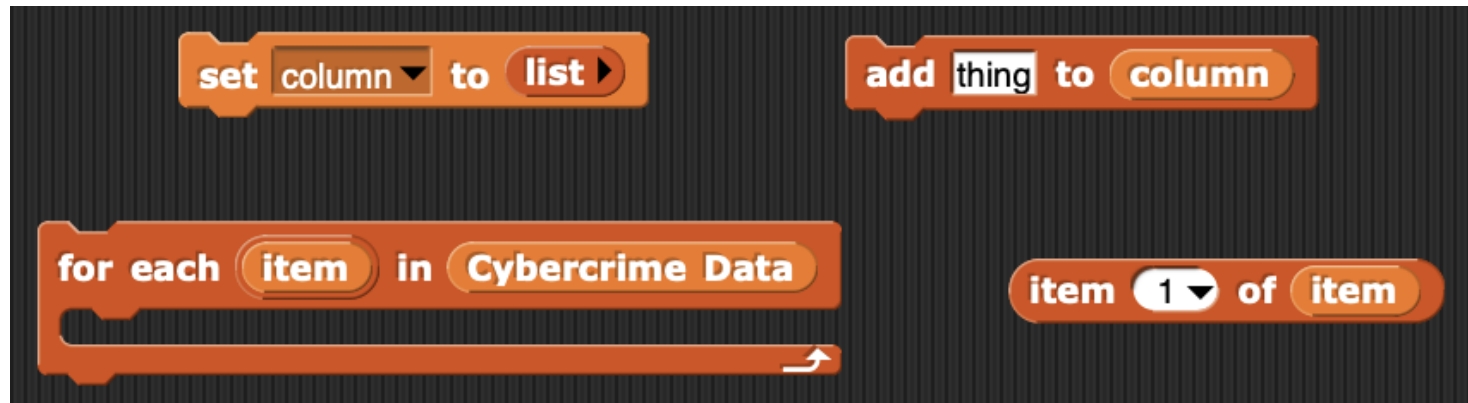 set column to list
add thing to column
for each item in Cybercrime Data
item 1 of item